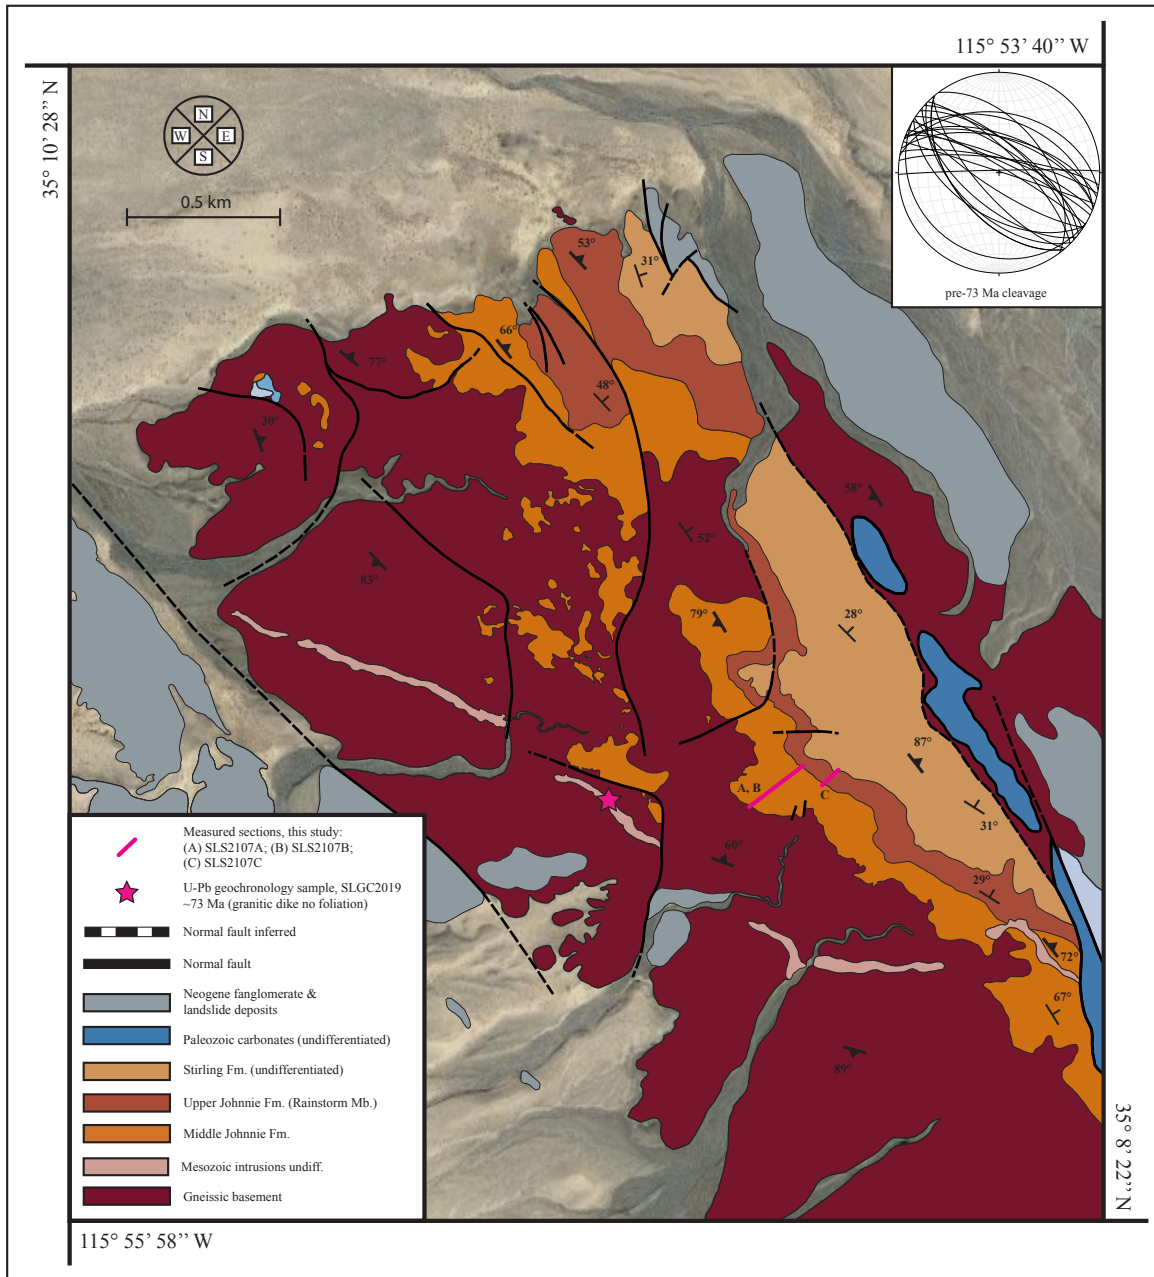 115° 53' 40’’ W
35° 10' 28’’ N
N
W E
S
0.5 km
pre-73 Ma cleavage
53°
31°
66°
77°
48°
30°
58°
52°
83°
79°
28°
87°
A, B
C
31°
60°
29°
72°
67°
89°
Measured sections, this study:
(A) SLS2107A; (B) SLS2107B;
(C) SLS2107C
U-Pb geochronology sample, SLGC2019
~73 Ma (granitic dike no foliation)
Normal fault inferred
Normal fault
Neogene fanglomerate &
landslide deposits
Paleozoic carbonates (undifferentiated)
Stirling Fm. (undifferentiated)
Upper Johnnie Fm. (Rainstorm Mb.)
Middle Johnnie Fm.
Mesozoic intrusions undiff.
Gneissic basement
35° 8' 22’’ N
115° 55' 58’’ W